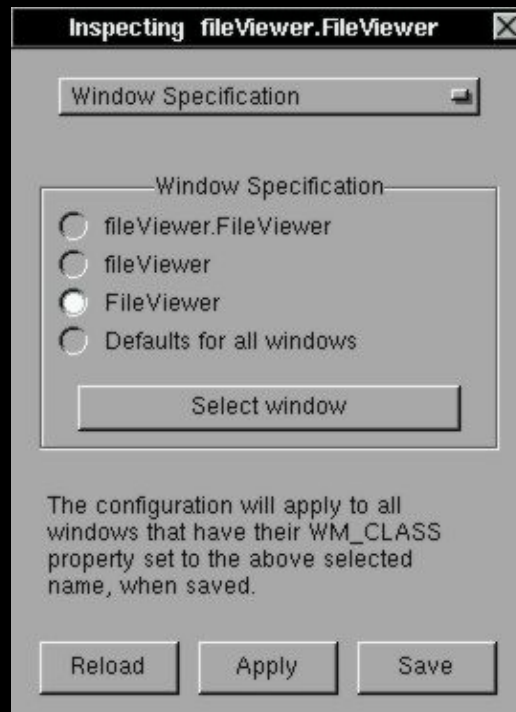 Inspecting fileViewer.FileViewer
Window Specification
Window Specification
fileViewer.FileViewer
fileViewer
FileViewer
Defaults for all windows
Select window
The configuration will apply to all
windows that have their WM_CLASS
property set to the above selected
name, when saved.
Reload Apply Save